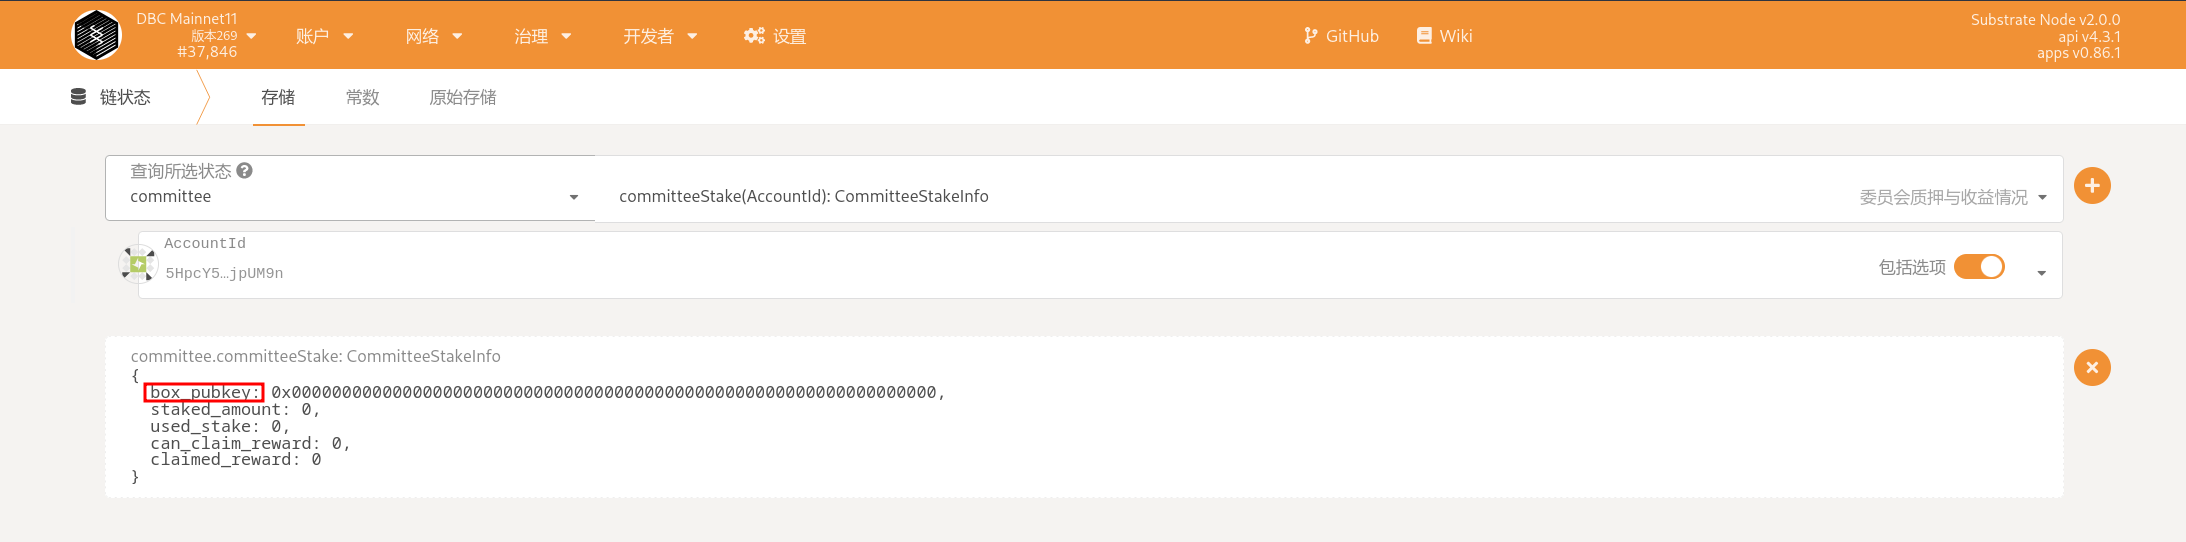 DBC Mainnet11
版本269
#37,846
账户
网络
治理
开发者
设置
GitHub
Wiki
Substrate Node v2.0.0
api v4.3.1
apps v0.86.1
链状态
存储
常数
原始存储
查询所选状态
committee
committeeStake(AccountId): CommitteeStakeInfo
委员会质押与收益情况
AccountId
5HpcY5…jpUM9n
包括选项
committee.committeeStake: CommitteeStakeInfo
{
box_pubkey: 0x0000000000000000000000000000000000000000000000000000000000000000,
staked_amount: 0,
used_stake: 0,
can_claim_reward: 0,
claimed_reward: 0
}